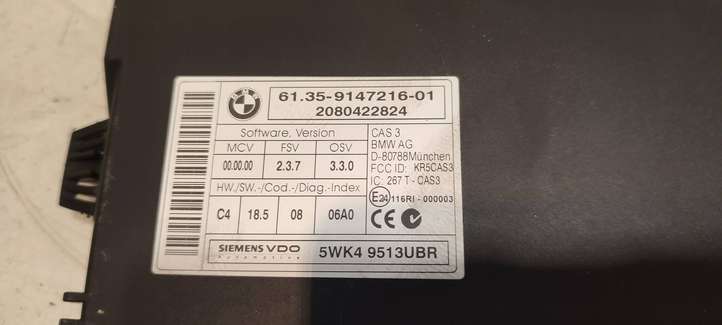 BMW
61.35-9147216-01
2080422824
Software, Version
MCV FSV OSV
00.00.00 2.3.7 3.3.0
HW./SW.-/Cod.-/Diag.-Index
C4 18.5 08 06A0
CAS 3
BMW AG
D-80788München
FCC ID: KR5CAS3
IC: 267 T - CAS3
E24 116RI - 000003
CE
SIEMENS VDO
Automotive
5WK4 9513UBR